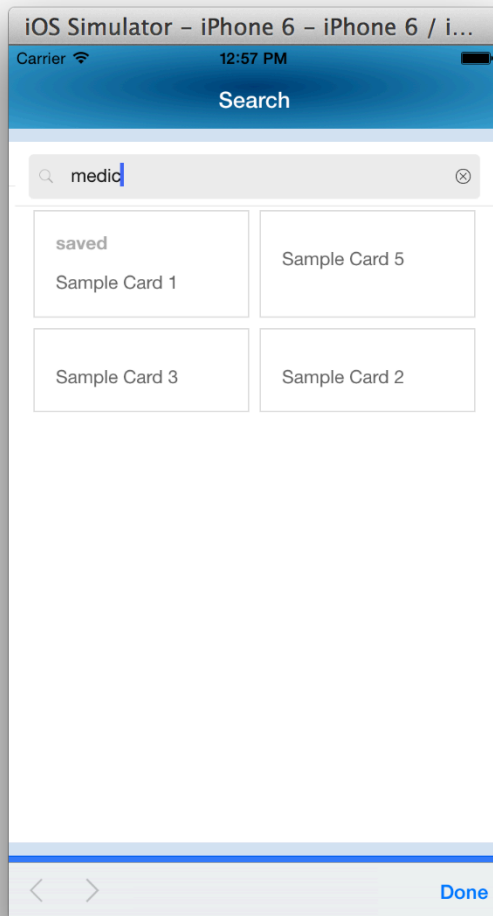 iOS Simulator - iPhone 6 - iPhone 6 / i...
Carrier 12:57 PM
Search
medic
saved
Sample Card 1
Sample Card 5
Sample Card 3
Sample Card 2
Done